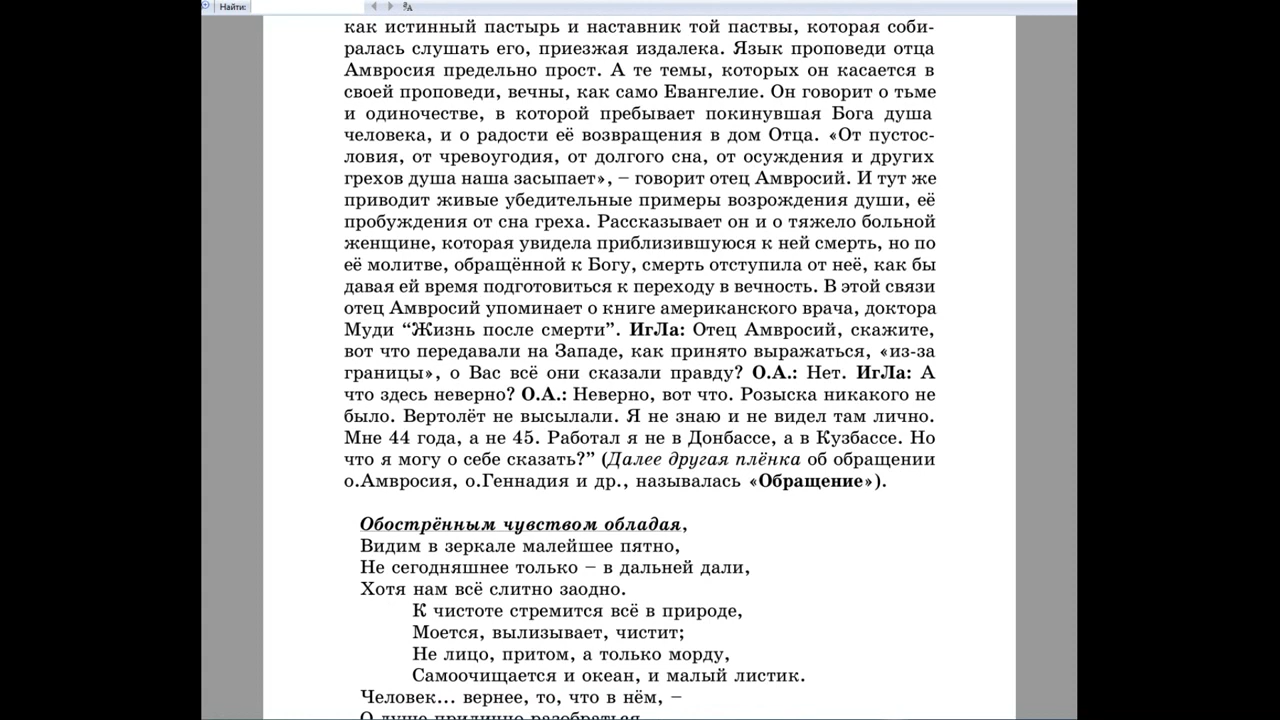 Найти:
как истинный пастырь и наставник той паствы, которая соби-
ралась слушать его, приезжая издалека. Язык проповеди отца
Амвросия предельно прост. А те темы, которых он касается в
своей проповеди, вечны, как само Евангелие. Он говорит о тьме
и одиночестве, в которой пребывает покинувшая Бога душа
человека, и о радости её возвращения в дом Отца. «От пустос-
ловия, от чревоугодия, от долгого сна, от осуждения и других
грехов душа наша засыпает», – говорит отец Амвросий. И тут же
приводит живые убедительные примеры возрождения души, её
пробуждения от сна греха. Рассказывает он и о тяжело больной
женщине, которая увидела приблизившуюся к ней смерть, но по
её молитве, обращённой к Богу, смерть отступила от неё, как бы
давая ей время подготовиться к переходу в вечность. В этой связи
отец Амвросий упоминает о книге американского врача, доктора
Муди “Жизнь после смерти”. ИгЛа: Отец Амвросий, скажите,
вот что передавали на Западе, как принято выражаться, «из-за
границы», о Вас всё они сказали правду? О.А.: Нет. ИгЛа: А
что здесь неверно? О.А.: Неверно, вот что. Розыска никакого не
было. Вертолёт не высылали. Я не знаю и не видел там лично.
Мне 44 года, а не 45. Работал я не в Донбассе, а в Кузбассе. Но
что я могу о себе сказать?” (Далее другая плёнка об обращении
о.Амвросия, о.Геннадия и др., называлась «Обращение»).
Обострённым чувством обладая,
Видим в зеркале малейшее пятно,
Не сегодняшнее только – в дальней дали,
Хотя нам всё слитно заодно.
К чистоте стремится всё в природе,
Моется, вылизывает, чистит;
Не лицо, притом, а только морду,
Самоочищается и океан, и малый листик.
Человек... вернее, то, что в нём, –
О душе прилично разобраться